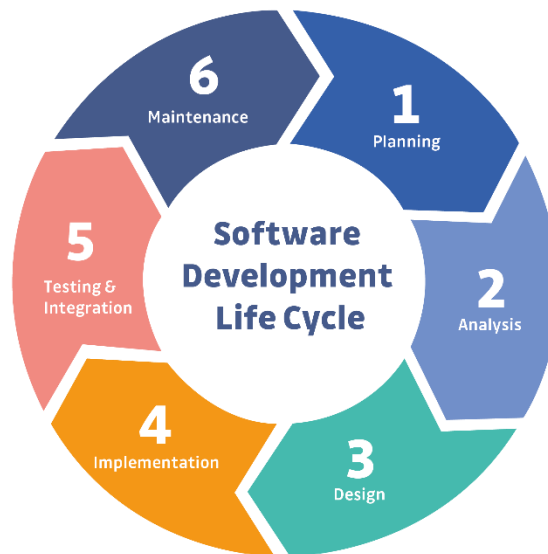 Software
Development
Life Cycle
1
Planning
2
Analysis
3
Design
4
Implementation
5
Testing &
Integration
6
Maintenance